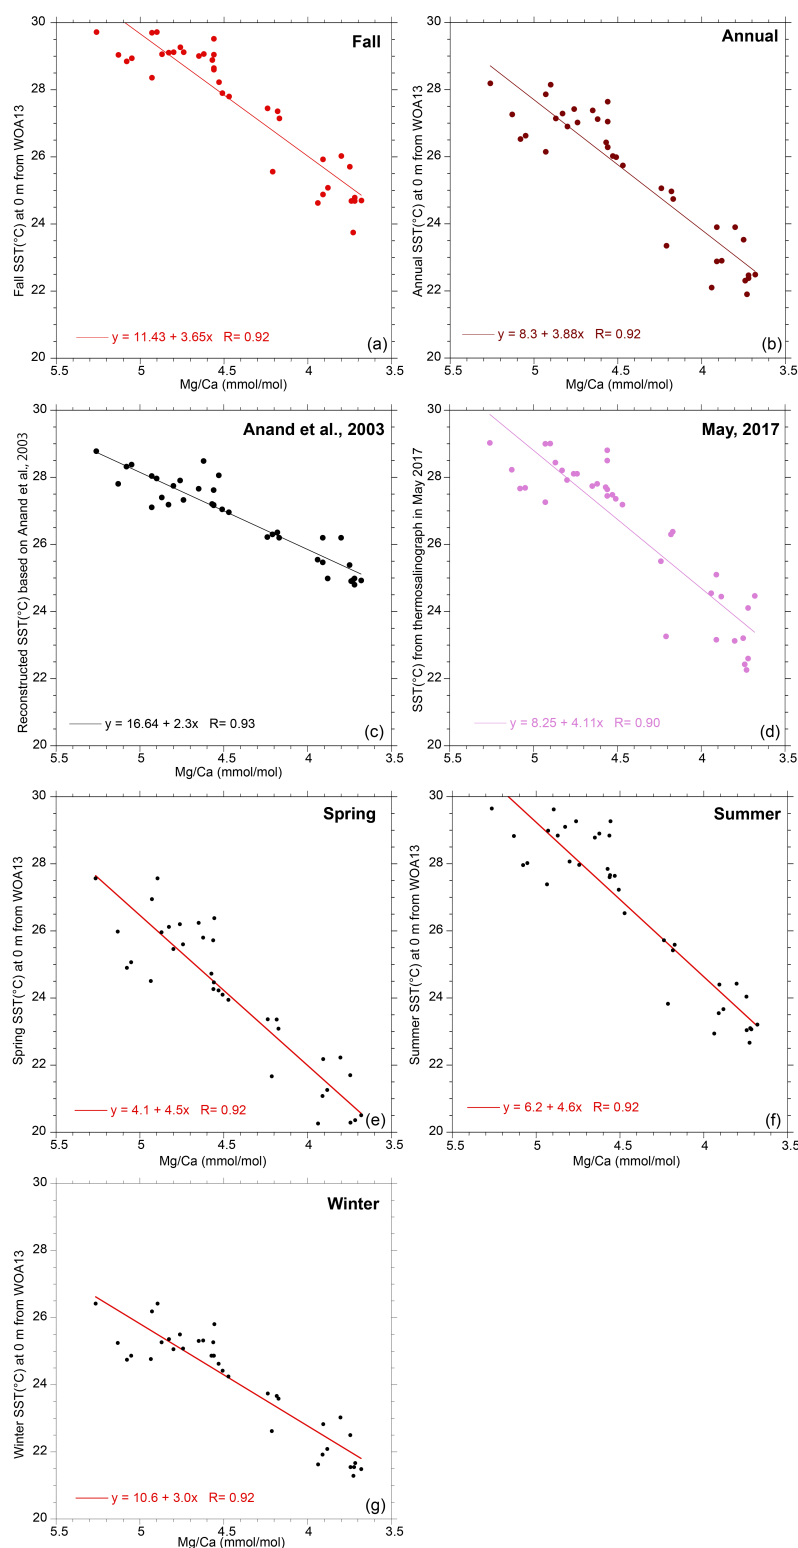 Fall
Fall SST(°C) at 0 m from WOA13
30
28
26
24
22
20
y = 11.43 + 3.65x R= 0.92
(a)
5.5
5
4.5
4
3.5
Mg/Ca (mmol/mol)
Annual
Annual SST(°C) at 0 m from WOA13
30
28
26
24
22
20
y = 8.3 + 3.88x R= 0.92
(b)
5.5
5
4.5
4
3.5
Mg/Ca (mmol/mol)
Anand et al., 2003
Reconstructed SST(°C) based on Anand et al., 2003
30
28
26
24
22
20
y = 16.64 + 2.3x R= 0.93
(c)
5.5
5
4.5
4
3.5
Mg/Ca (mmol/mol)
May, 2017
SST(°C) from thermosalinograph in May 2017
30
28
26
24
22
20
y = 8.25 + 4.11x R= 0.90
(d)
5.5
5
4.5
4
3.5
Mg/Ca (mmol/mol)
Spring
Spring SST(°C) at 0 m from WOA13
30
28
26
24
22
20
y = 4.1 + 4.5x R= 0.92
(e)
5.5
5
4.5
4
3.5
Mg/Ca (mmol/mol)
Summer
Summer SST(°C) at 0 m from WOA13
30
28
26
24
22
20
y = 6.2 + 4.6x R= 0.92
(f)
5.5
5
4.5
4
3.5
Mg/Ca (mmol/mol)
Winter
Winter SST(°C) at 0 m from WOA13
30
28
26
24
22
20
y = 10.6 + 3.0x R= 0.92
(g)
5.5
5
4.5
4
3.5
Mg/Ca (mmol/mol)